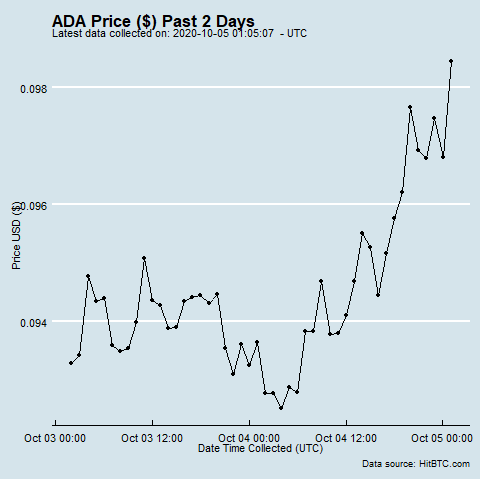 ADA Price ($) Past 2 Days
Latest data collected on: 2020-10-05 01:05:07 - UTC
0.098
0.096
0.094
Price USD ($)
Oct 03 00:00 Oct 03 12:00 Oct 04 00:00 Oct 04 12:00 Oct 05 00:00
Date Time Collected (UTC)
Data source: HitBTC.com